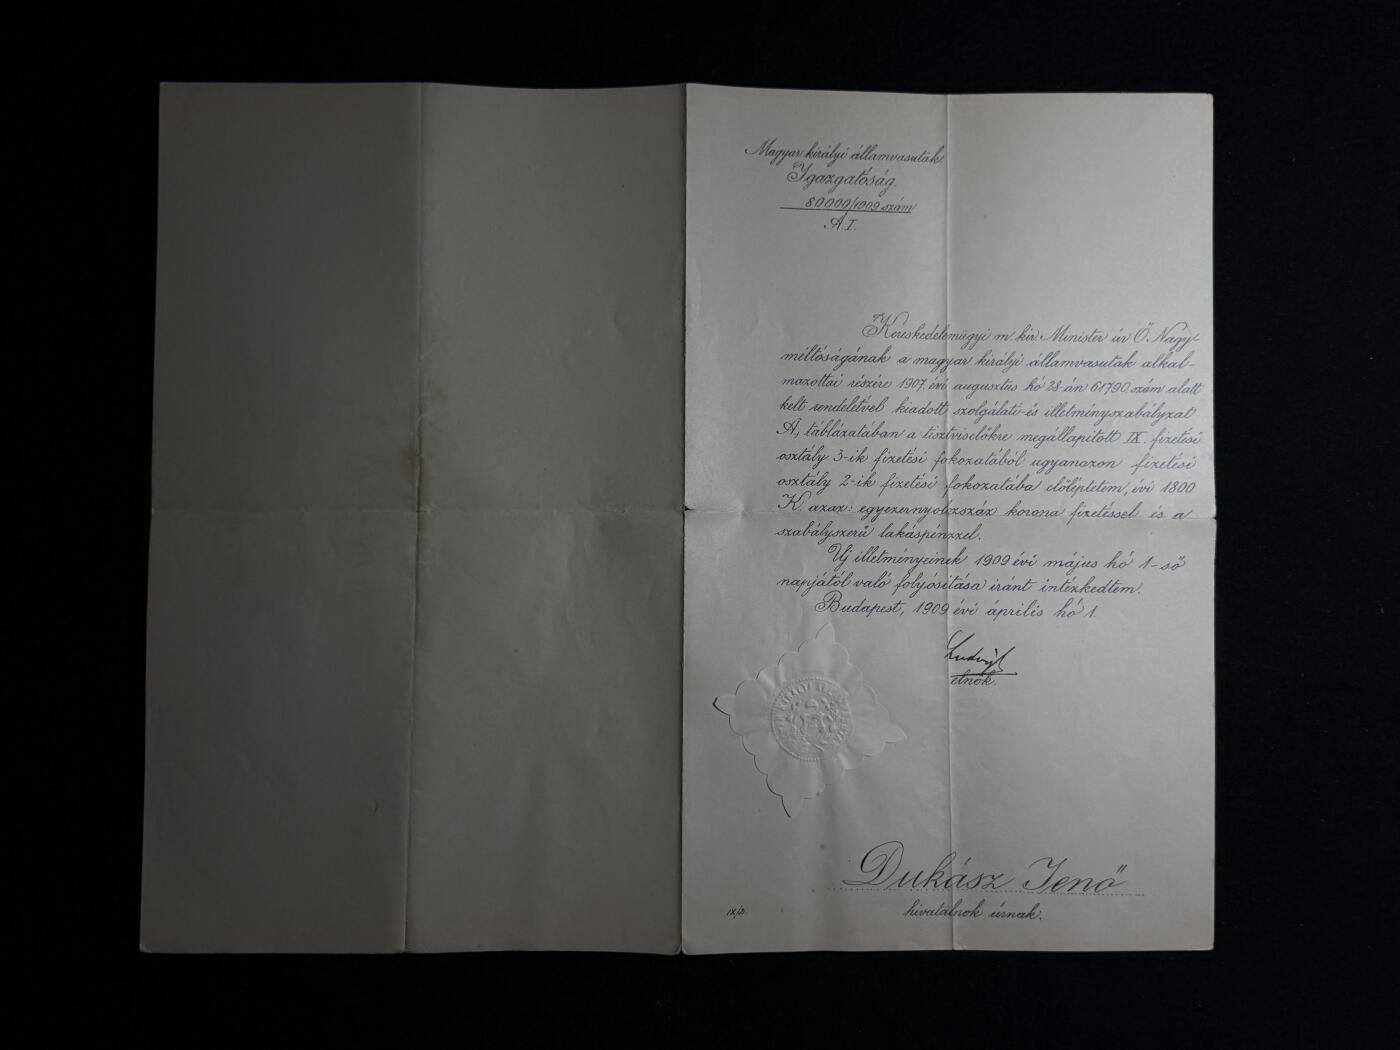 Magyar királyi államvasutak
Igazgatóság.
80000/1909 szám
A.I.
Kereskedelemügyi m. kir. Minister úr Ő Nagy-
méltóságának a magyar királyi államvasutak alkal-
mazottai részére 1907. évi augusztus hó 28-án 61790 szám alatt
kelt rendeletével kiadott szolgálati-és illetményszabályzat
A, táblázatában a tisztviselőkre megállapitott IX. fizetési
osztály 3-ik fizetési fokozatából ugyanazon fizetési
osztály 2-ik fizetési fokozatába előléptetem, évi 1800
K. azaz: egyezernyolczszáz korona fizetéssel és a
szabályszerű lakáspénzzel.
Uj illetményeinek 1909 évi május hó 1-ső
napjától való folyósitása iránt intézkedtem.
Budapest, 1909 évi április hó 1.
Ludvigh
elnök.
Dukász Jenő
hivatalnok úrnak.